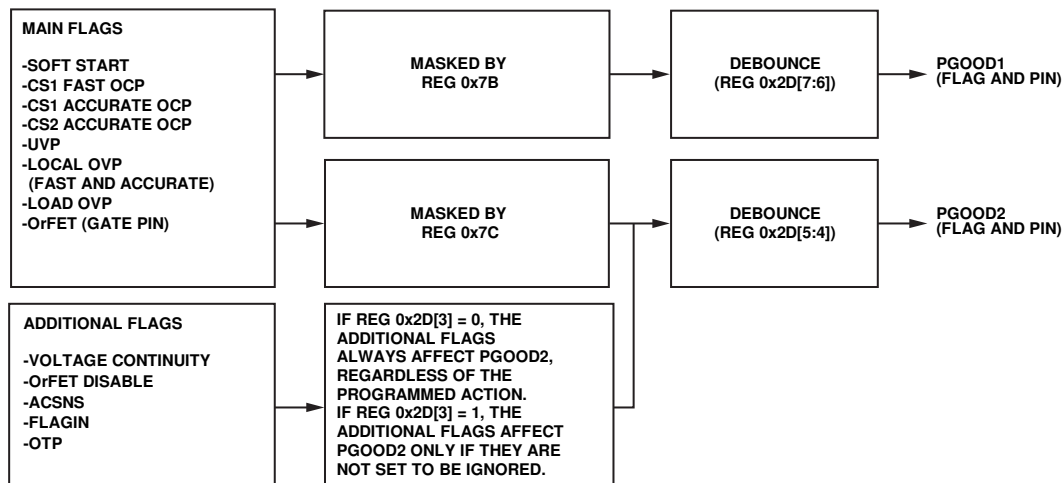 MAIN FLAGS
-SOFT START
-CS1 FAST OCP
-CS1 ACCURATE OCP
-CS2 ACCURATE OCP
-UVP
-LOCAL OVP
(FAST AND ACCURATE)
-LOAD OVP
-OrFET (GATE PIN)
MASKED BY
REG 0x7B
DEBOUNCE
(REG 0x2D[7:6])
PGOOD1
(FLAG AND PIN)
MASKED BY
REG 0x7C
DEBOUNCE
(REG 0x2D[5:4])
PGOOD2
(FLAG AND PIN)
ADDITIONAL FLAGS
-VOLTAGE CONTINUITY
-OrFET DISABLE
-ACSNS
-FLAGIN
-OTP
IF REG 0x2D[3] = 0, THE
ADDITIONAL FLAGS
ALWAYS AFFECT PGOOD2,
REGARDLESS OF THE
PROGRAMMED ACTION.
IF REG 0x2D[3] = 1, THE
ADDITIONAL FLAGS AFFECT
PGOOD2 ONLY IF THEY ARE
NOT SET TO BE IGNORED.